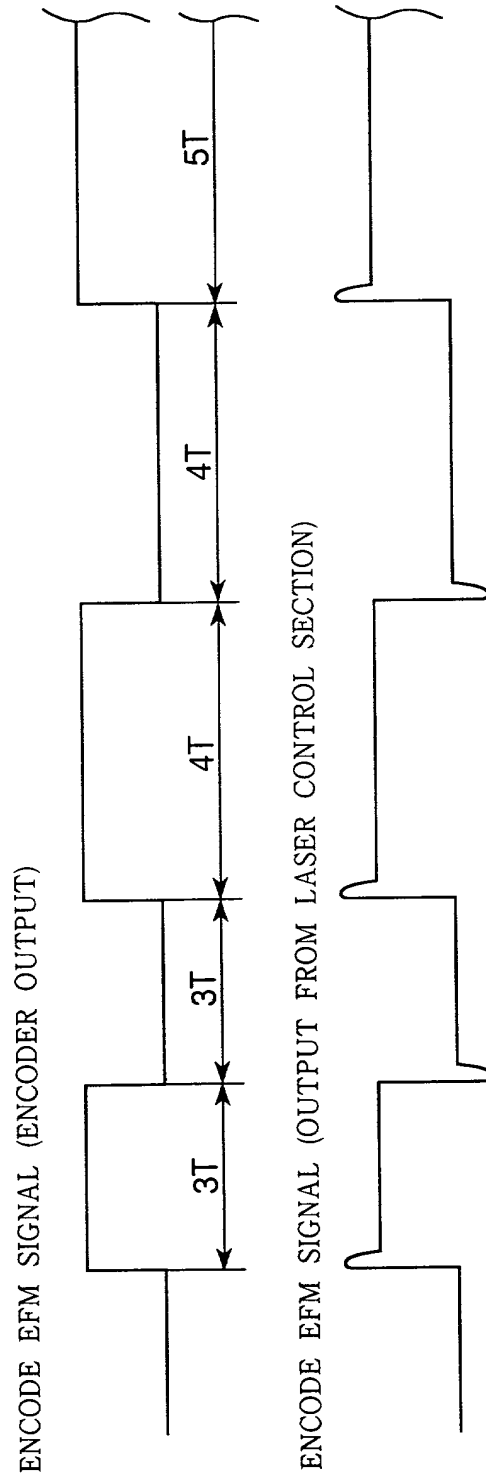 ENCODE EFM SIGNAL (ENCODER OUTPUT)
3T
3T
4T
4T
5T
ENCODE EFM SIGNAL (OUTPUT FROM LASER CONTROL SECTION)